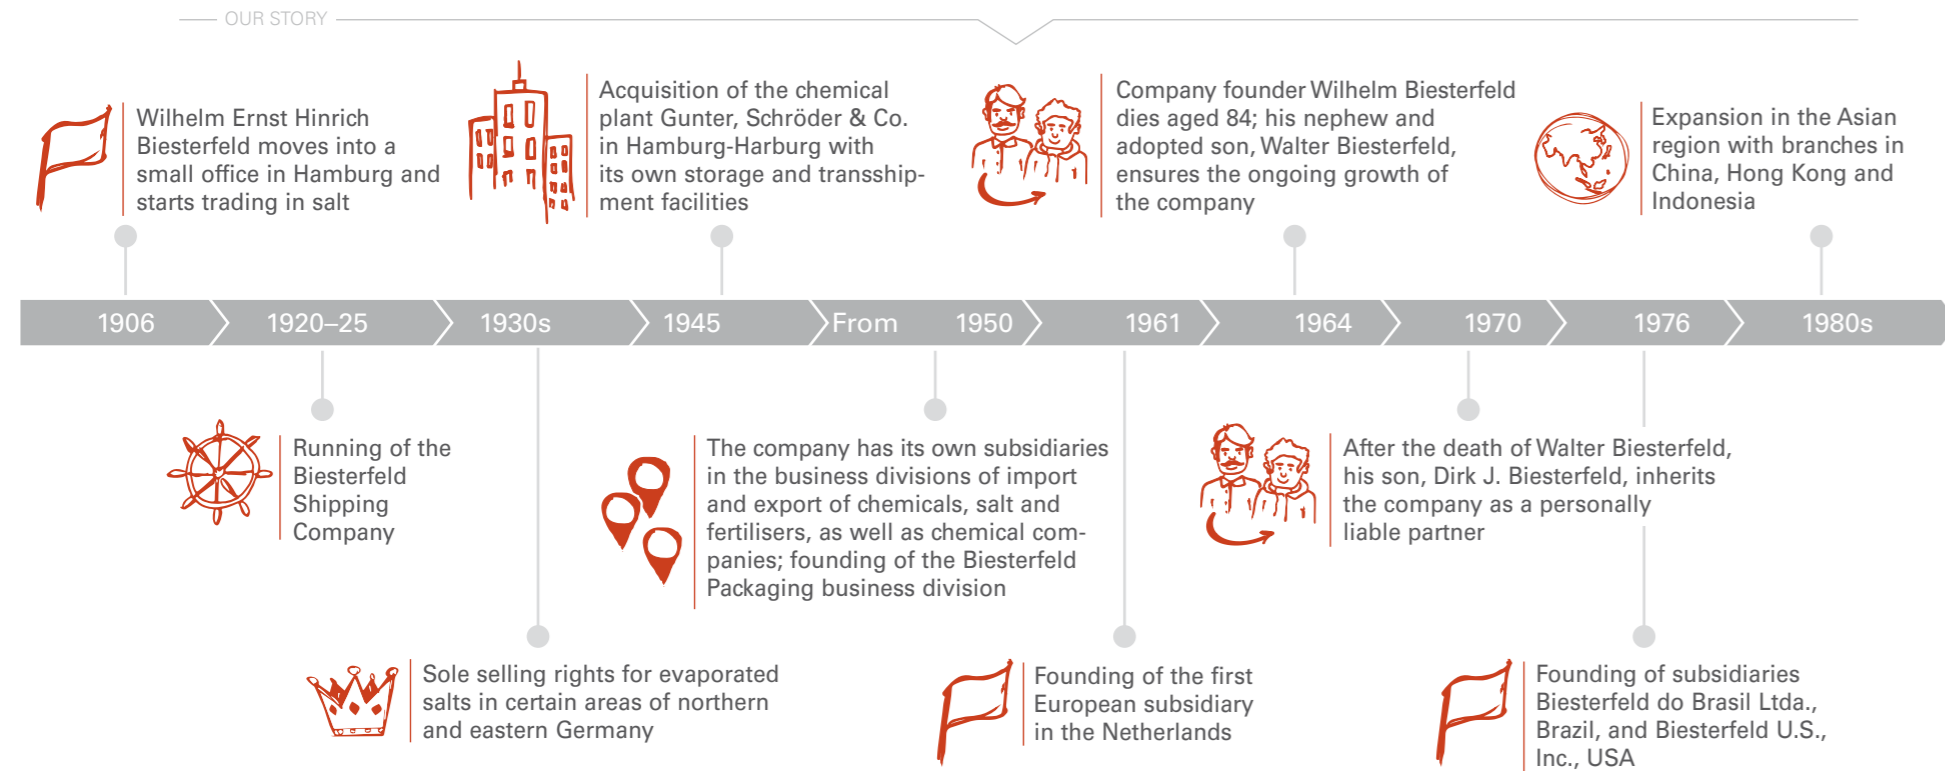 OUR STORY
Wilhelm Ernst Hinrich
Biesterfeld moves into a
small office in Hamburg and
starts trading in salt
Acquisition of the chemical
plant Gunter, Schröder & Co.
in Hamburg-Harburg with
its own storage and transship-
ment facilities
Company founder Wilhelm Biesterfeld
dies aged 84; his nephew and
adopted son, Walter Biesterfeld,
ensures the ongoing growth of
the company
Expansion in the Asian
region with branches in
China, Hong Kong and
Indonesia
1906 1920–25 1930s 1945 From 1950 1961 1964 1970 1976 1980s
Running of the
Biesterfeld
Shipping
Company
The company has its own subsidiaries
in the business divisions of import
and export of chemicals, salt and
fertilisers, as well as chemical com-
panies; founding of the Biesterfeld
Packaging business division
After the death of Walter Biesterfeld,
his son, Dirk J. Biesterfeld, inherits
the company as a personally
liable partner
Sole selling rights for evaporated
salts in certain areas of northern
and eastern Germany
Founding of the first
European subsidiary
in the Netherlands
Founding of subsidiaries
Biesterfeld do Brasil Ltda.,
Brazil, and Biesterfeld U.S.,
Inc., USA